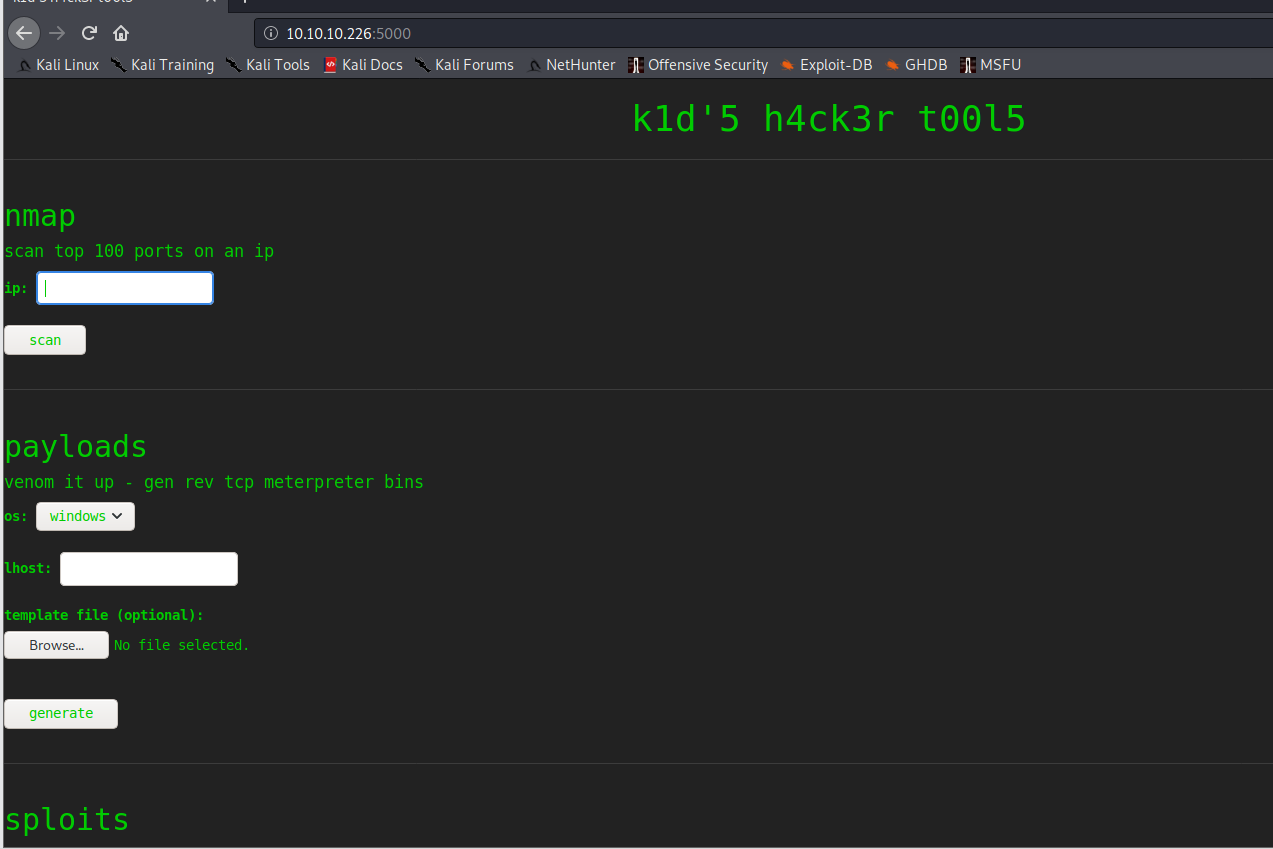 10.10.10.226:5000
Kali Linux Kali Training Kali Tools Kali Docs Kali Forums NetHunter Offensive Security Exploit-DB GHDB MSFU
k1d'5 h4ck3r t00l5
nmap
scan top 100 ports on an ip
ip:
scan
payloads
venom it up - gen rev tcp meterpreter bins
os: windows
lhost:
template file (optional):
Browse... No file selected.
generate
sploits